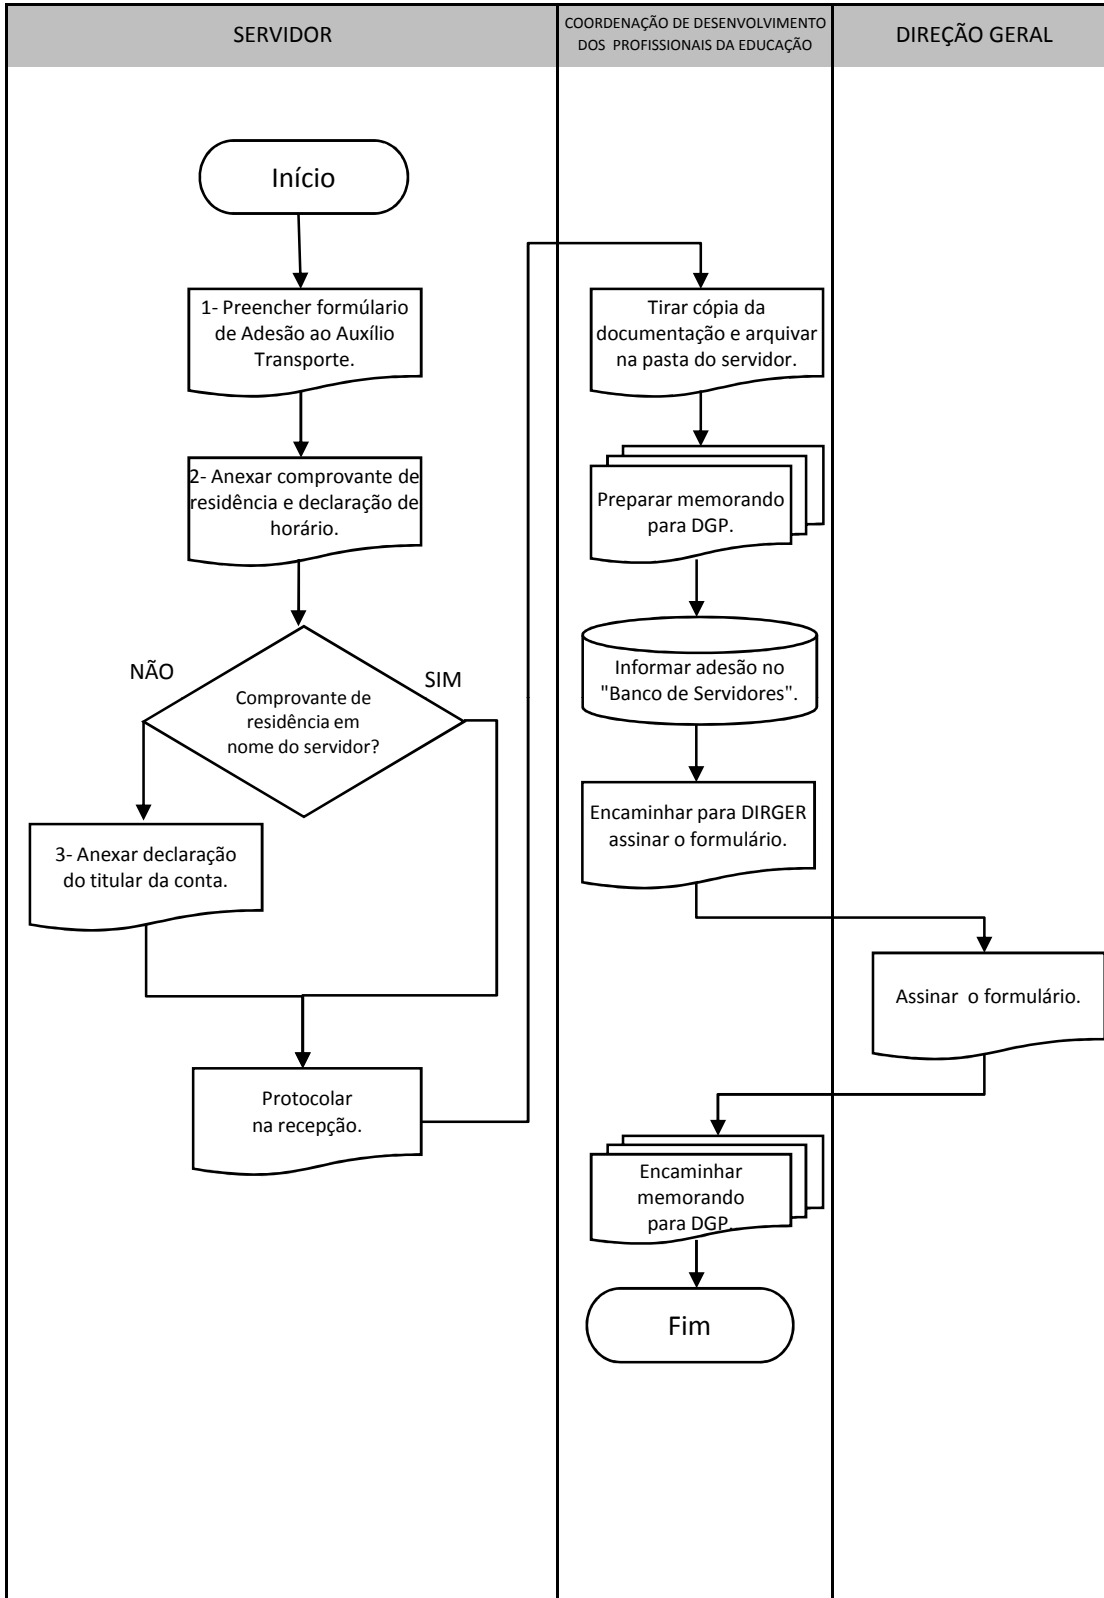 SERVIDOR
COORDENAÇÃO DE DESENVOLVIMENTO
DOS PROFISSIONAIS DA EDUCAÇÃO
DIREÇÃO GERAL
Início
1- Preencher formúlario
de Adesão ao Auxílio
Transporte.
2- Anexar comprovante de
residência e declaração de
horário.
NÃO
SIM
Comprovante de
residência em
nome do servidor?
3- Anexar declaração
do titular da conta.
Protocolar
na recepção.
Tirar cópia da
documentação e arquivar
na pasta do servidor.
Preparar memorando
para DGP.
Informar adesão no
"Banco de Servidores".
Encaminhar para DIRGER
assinar o formulário.
Assinar o formulário.
Encaminhar
memorando
para DGP.
Fim